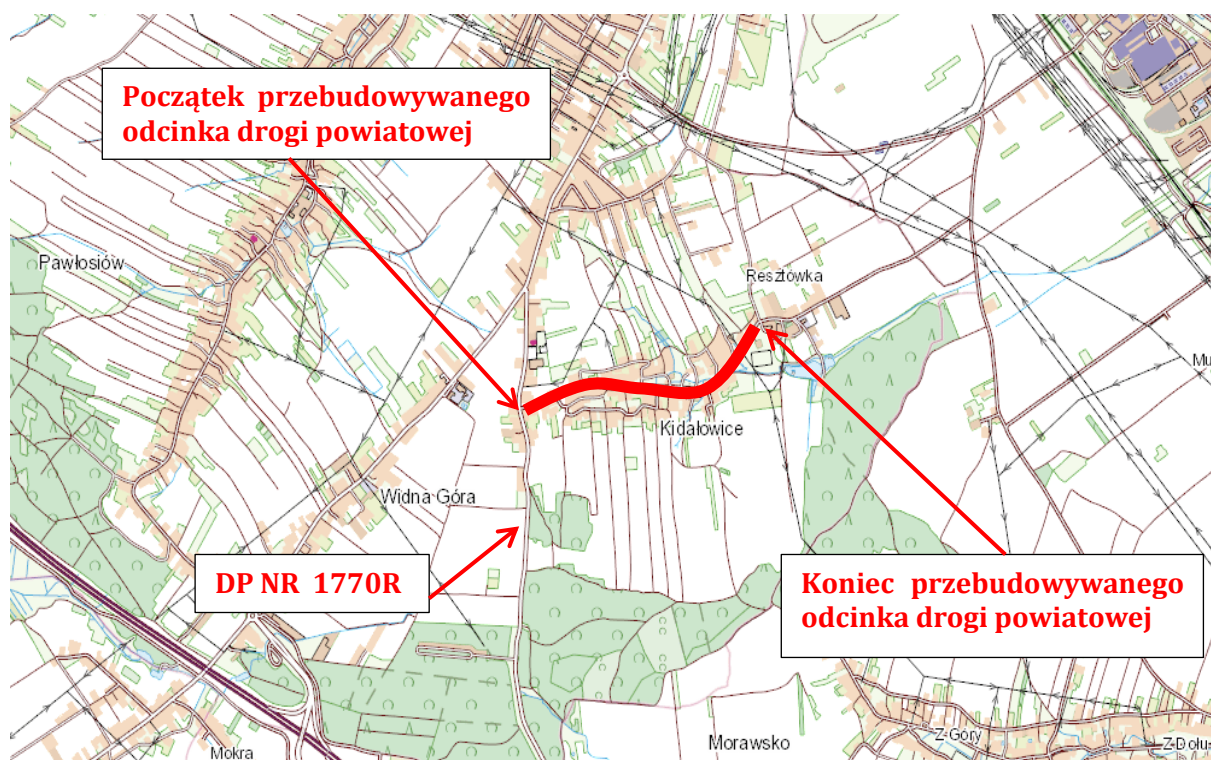 Początek przebudowywanego
odcinka drogi powiatowej
Pawłosiów
Resztówka
Kidałowice
Widna Góra
DP NR 1770R
Koniec przebudowywanego
odcinka drogi powiatowej
Mu
Z Góry
Morawsko
Z Dołu
Mokra